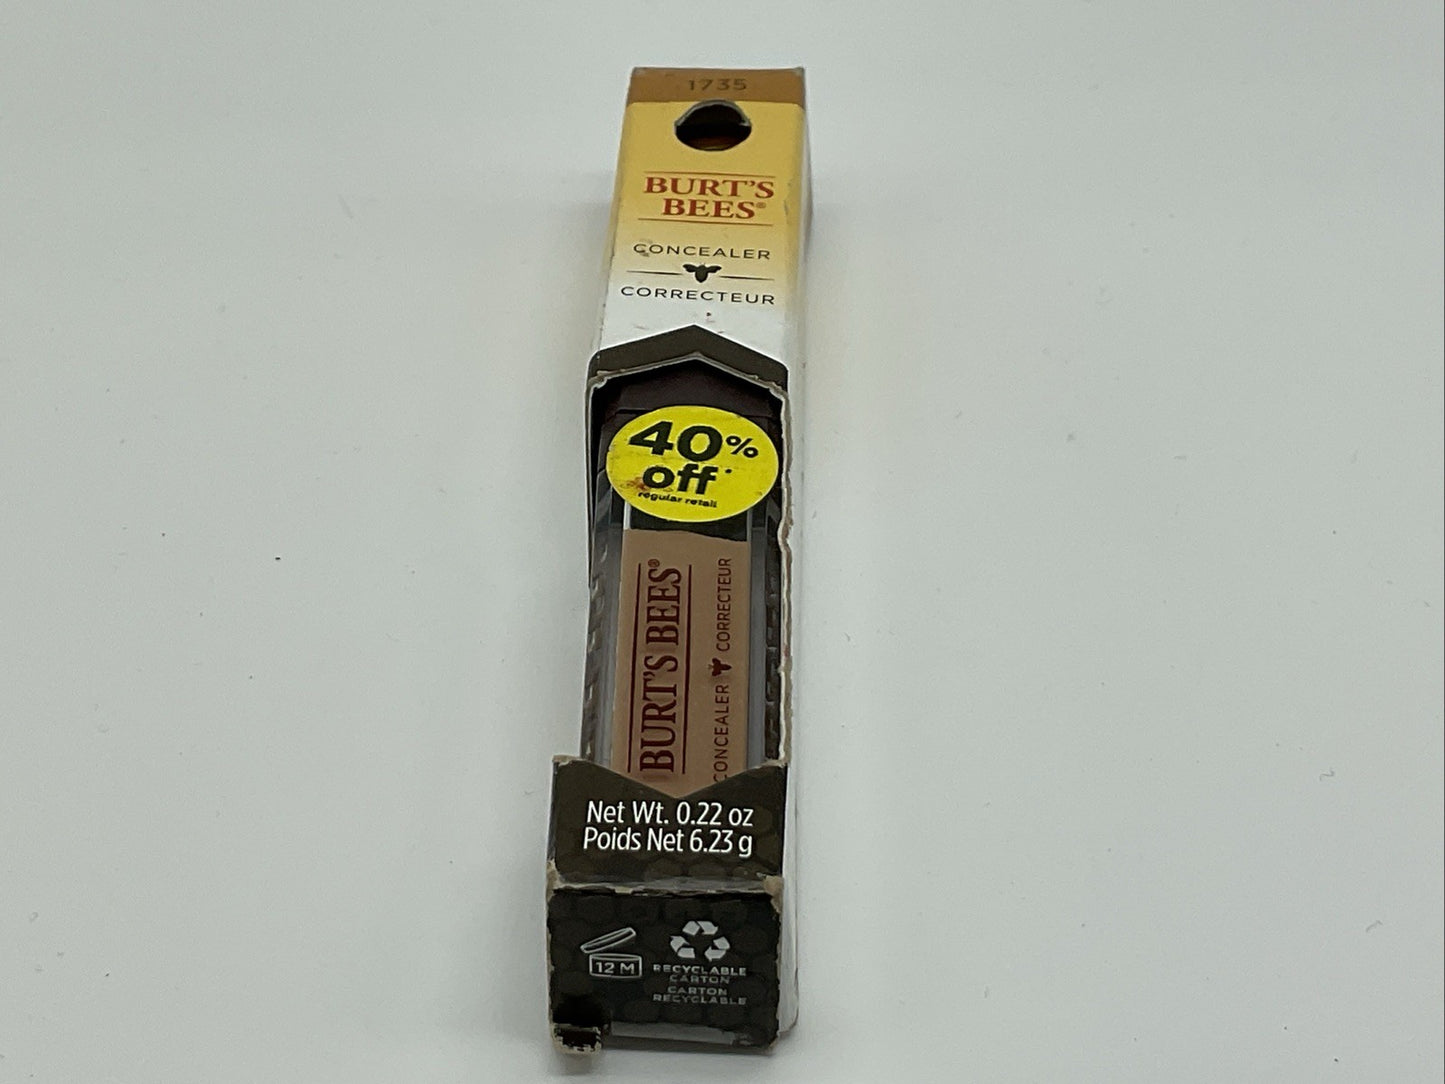 1735
BURT'S
BEES®
CONCEALER
CORRECTEUR
40%
off*
regular retail
BURT'S BEES®
CONCEALER CORRECTEUR
Net Wt. 0.22 oz
Poids Net 6.23 g
12 M
RECYCLABLE
CARTON
CARTON
RECYCLABLE